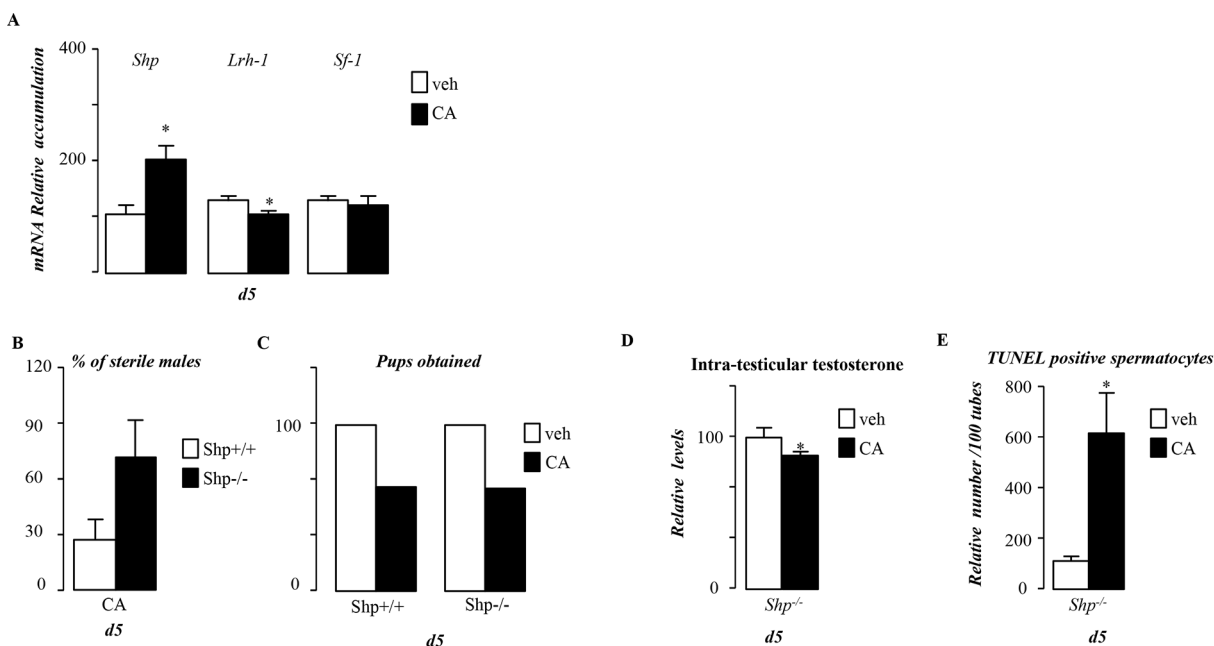 A
mRNA Relative accumulation
400
200
Shp
Lrh-1
Sf-1
veh
CA
*
*
d5
B
% of sterile males
120
90
60
30
0
Shp+/+
Shp-/-
CA
d5
C
Pups obtained
100
0
veh
CA
Shp+/+
Shp-/-
d5
D
Intra-testicular testosterone
Relative levels
100
0
*
veh
CA
Shp-/-
d5
E
TUNEL positive spermatocytes
Relative number /100 tubes
800
600
400
200
0
*
veh
CA
Shp-/-
d5